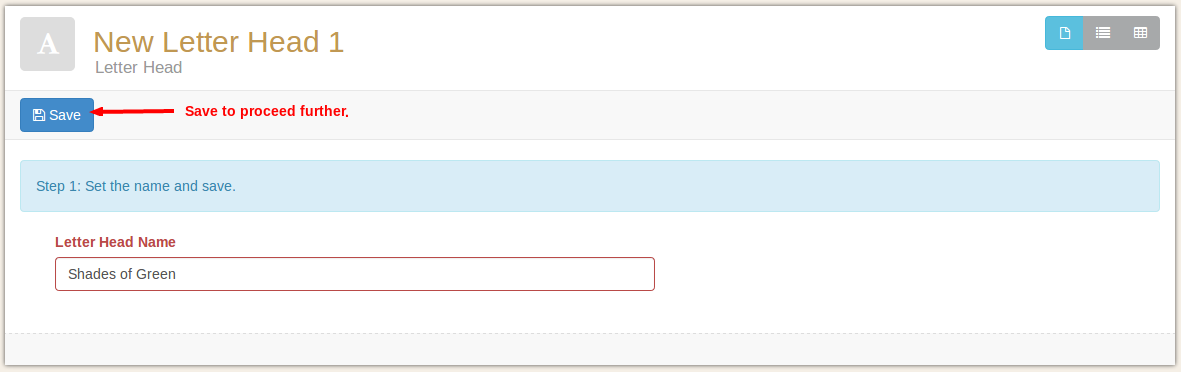 A
New Letter Head 1
Letter Head
Save
Save to proceed further.
Step 1: Set the name and save.
Letter Head Name
Shades of Green